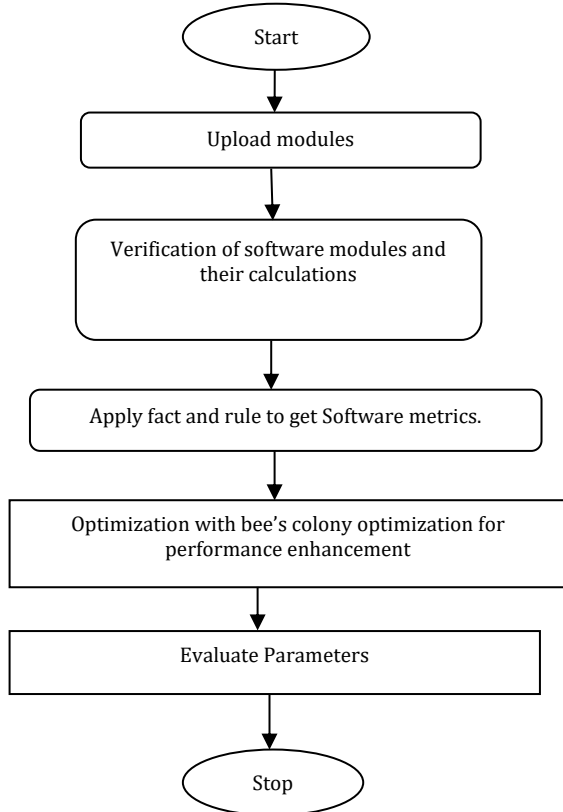 Start
Upload modules
Verification of software modules and
their calculations
Apply fact and rule to get Software metrics.
Optimization with bee’s colony optimization for
performance enhancement
Evaluate Parameters
Stop